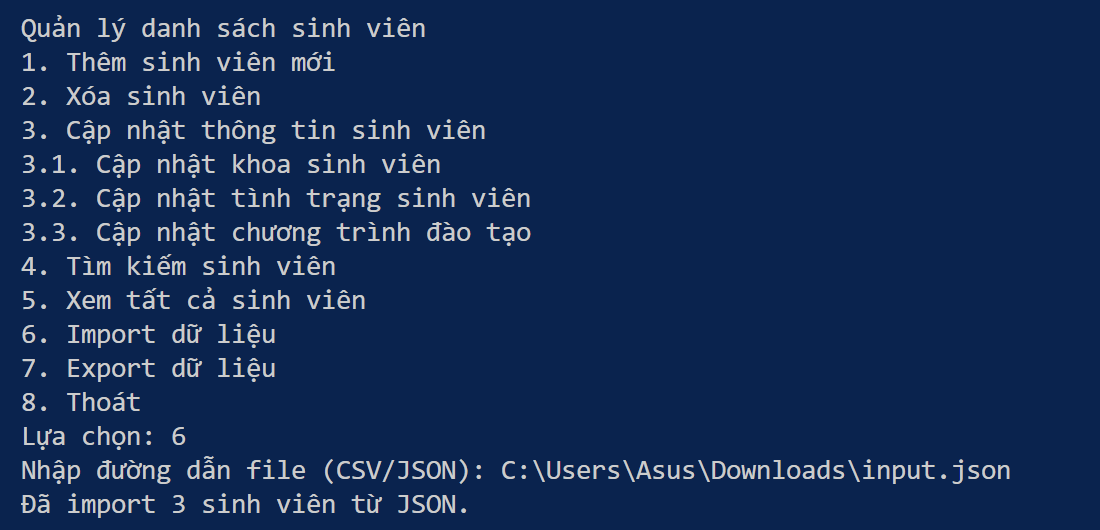 Quản lý danh sách sinh viên
1. Thêm sinh viên mới
2. Xóa sinh viên
3. Cập nhật thông tin sinh viên
3.1. Cập nhật khoa sinh viên
3.2. Cập nhật tình trạng sinh viên
3.3. Cập nhật chương trình đào tạo
4. Tìm kiếm sinh viên
5. Xem tất cả sinh viên
6. Import dữ liệu
7. Export dữ liệu
8. Thoát
Lựa chọn: 6
Nhập đường dẫn file (CSV/JSON): C:\Users\Asus\Downloads\input.json
Đã import 3 sinh viên từ JSON.